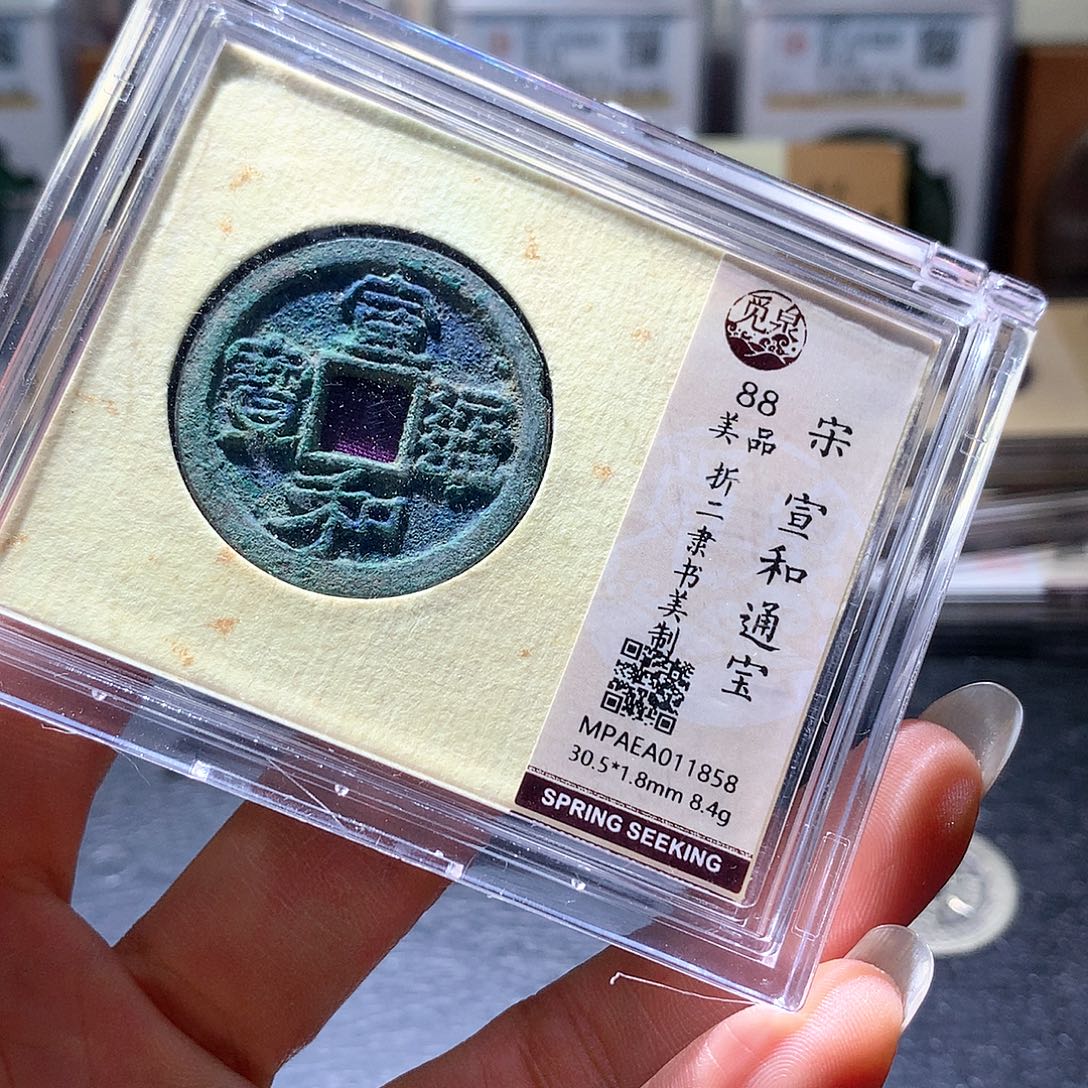 宣和通寳
觅泉
88
美品
宋 宣和通宝
折二隶书美制
MPAEA011858
30.5*1.8mm 8.4g
SPRING SEEKING